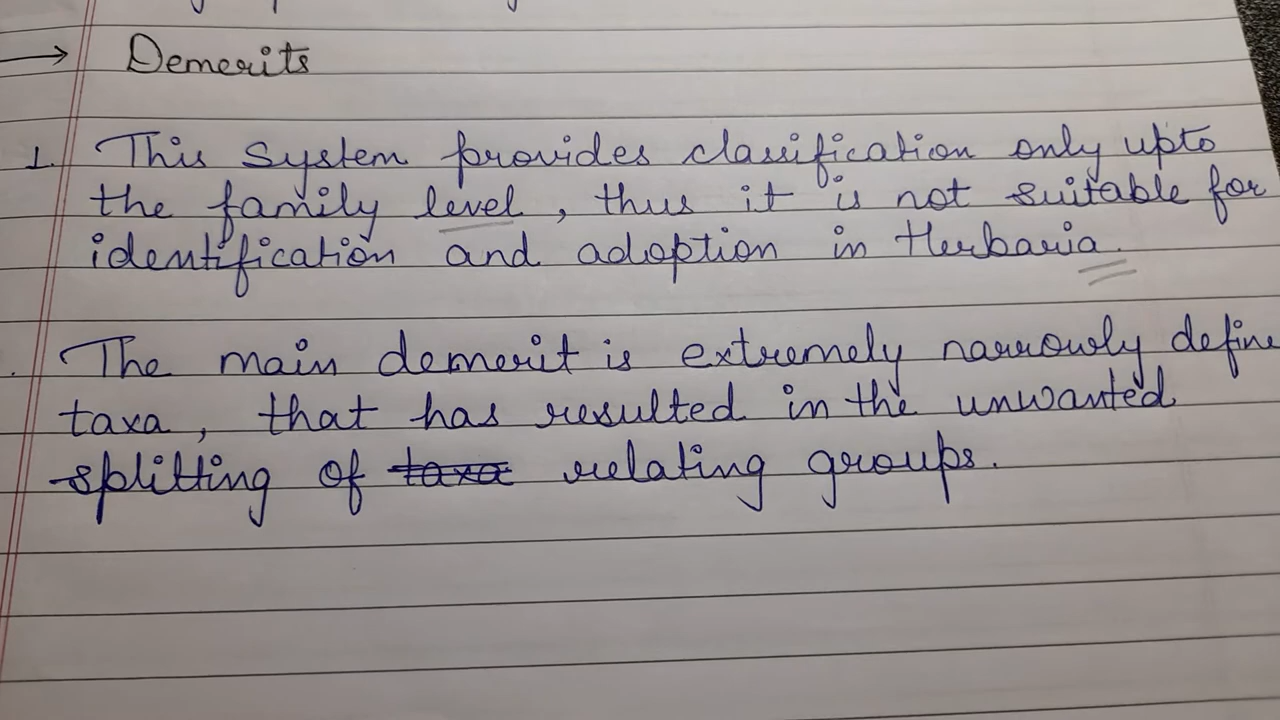 → Demerits
1. This System provides classification only upto
the family level, thus it is not suitable for
identification and adoption in Herbaria.
. The main demerit is extremely narrowly define
taxa, that has resulted in the unwanted
splitting of ~~taxa~~ relating groups.